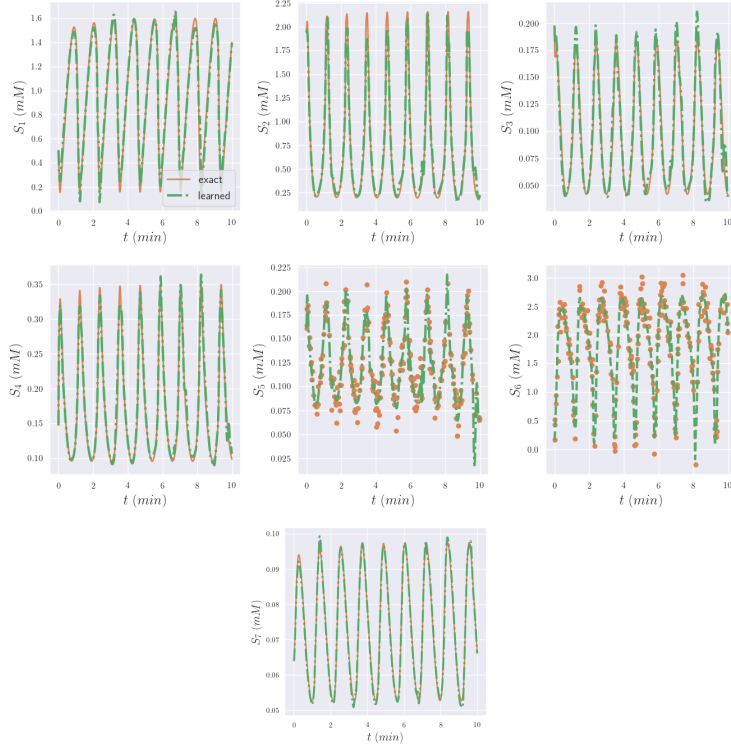 1.6
1.4
1.2
1.0
0.8
0.6
0.4
0.2
0.0
S1 (mM)
exact
learned
0 2 4 6 8 10
t (min)
2.25
2.00
1.75
1.50
1.25
1.00
0.75
0.50
0.25
S2 (mM)
0 2 4 6 8 10
t (min)
0.200
0.175
0.150
0.125
0.100
0.075
0.050
S3 (mM)
0 2 4 6 8 10
t (min)
0.35
0.30
0.25
0.20
0.15
0.10
S4 (mM)
0 2 4 6 8 10
t (min)
0.225
0.200
0.175
0.150
0.125
0.100
0.075
0.050
0.025
S5 (mM)
0 2 4 6 8 10
t (min)
3.0
2.5
2.0
1.5
1.0
0.5
0.0
S6 (mM)
0 2 4 6 8 10
t (min)
0.10
0.09
0.08
0.07
0.06
0.05
S7 (mM)
0 2 4 6 8 10
t (min)